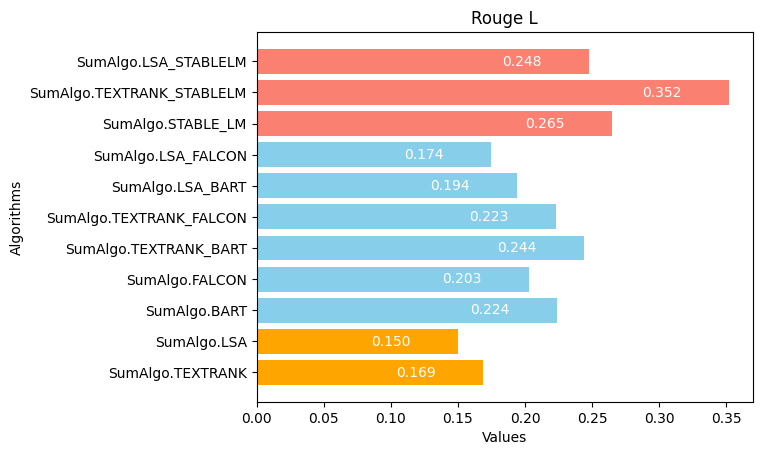 Rouge L
Algorithms
SumAlgo.LSA_STABLELM 0.248
SumAlgo.TEXTRANK_STABLELM 0.352
SumAlgo.STABLE_LM 0.265
SumAlgo.LSA_FALCON 0.174
SumAlgo.LSA_BART 0.194
SumAlgo.TEXTRANK_FALCON 0.223
SumAlgo.TEXTRANK_BART 0.244
SumAlgo.FALCON 0.203
SumAlgo.BART 0.224
SumAlgo.LSA 0.150
SumAlgo.TEXTRANK 0.169
0.00 0.05 0.10 0.15 0.20 0.25 0.30 0.35
Values